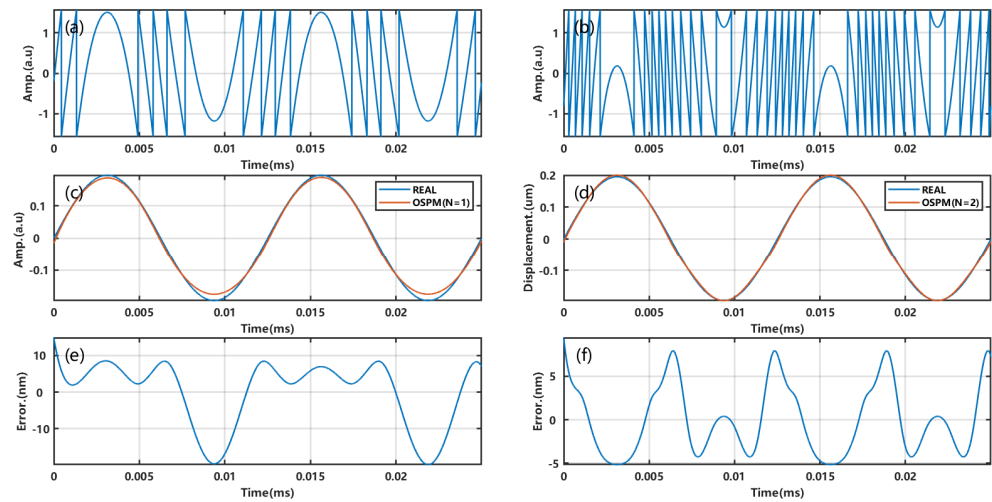 (a)
Amp.(a.u)
1
0
-1
0
0.005
0.01
0.015
0.02
Time(ms)
(b)
Amp.(a.u)
1
0
-1
0
0.005
0.01
0.015
0.02
Time(ms)
(c)
REAL
OSPM(N=1)
Amp.(a.u)
0.1
0
-0.1
0
0.005
0.01
0.015
0.02
Time(ms)
(d)
REAL
OSPM(N=2)
Displacement.(um)
0.2
0.1
0
-0.1
0
0.005
0.01
0.015
0.02
Time(ms)
(e)
Error.(nm)
10
0
-10
0
0.005
0.01
0.015
0.02
Time(ms)
(f)
Error.(nm)
5
0
-5
0
0.005
0.01
0.015
0.02
Time(ms)